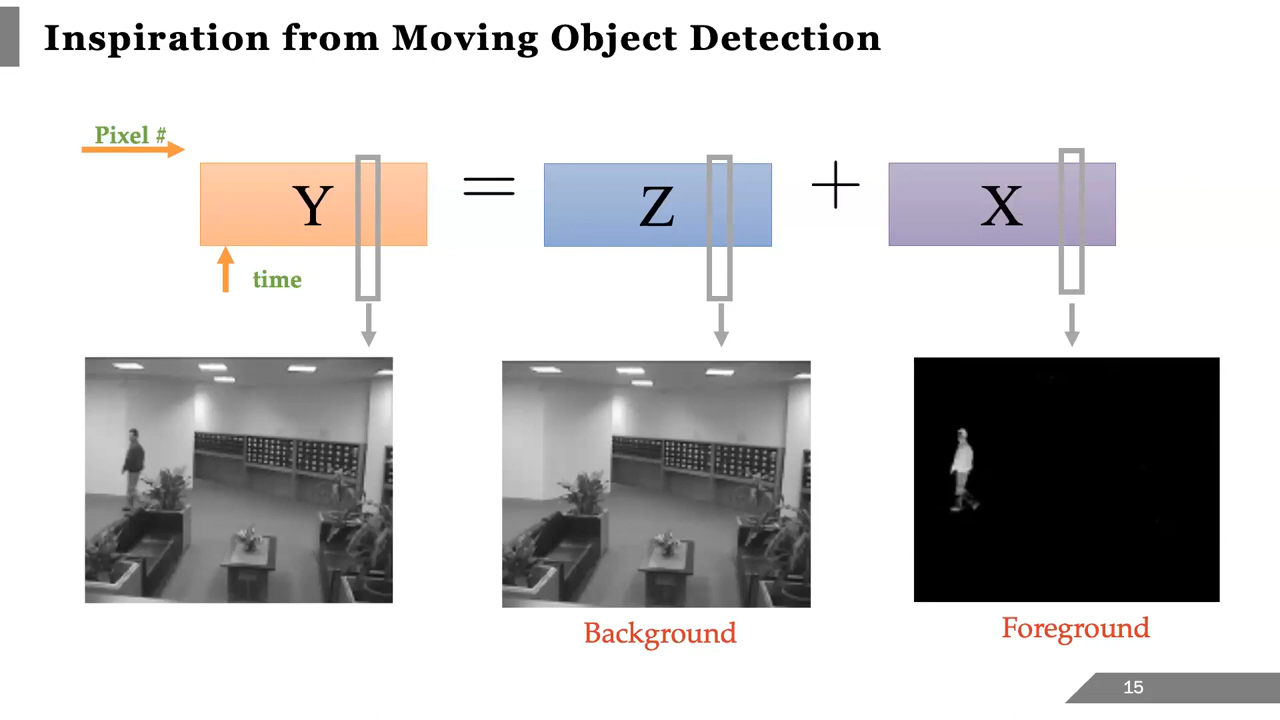 Inspiration from Moving Object Detection
Pixel #
Y = Z + X
time
Background
Foreground
15